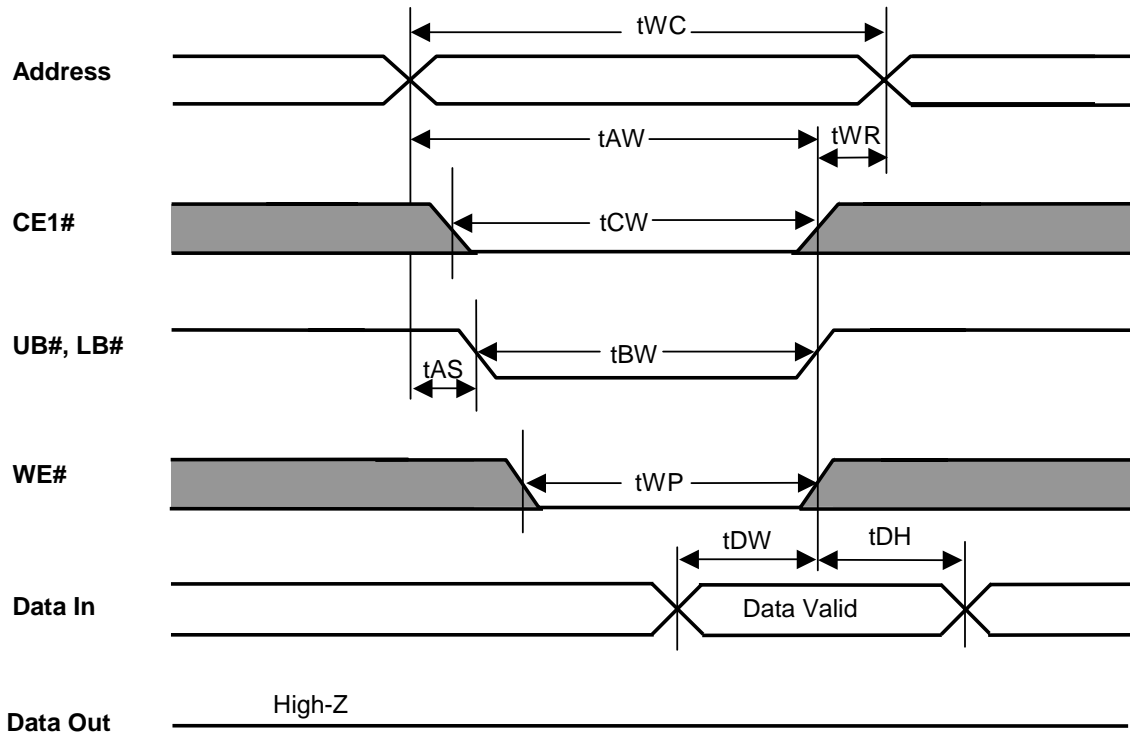 tWC
Address
tAW
tWR
CE1#
tCW
UB#, LB#
tBW
tAS
WE#
tWP
tDW
tDH
Data In
Data Valid
High-Z
Data Out